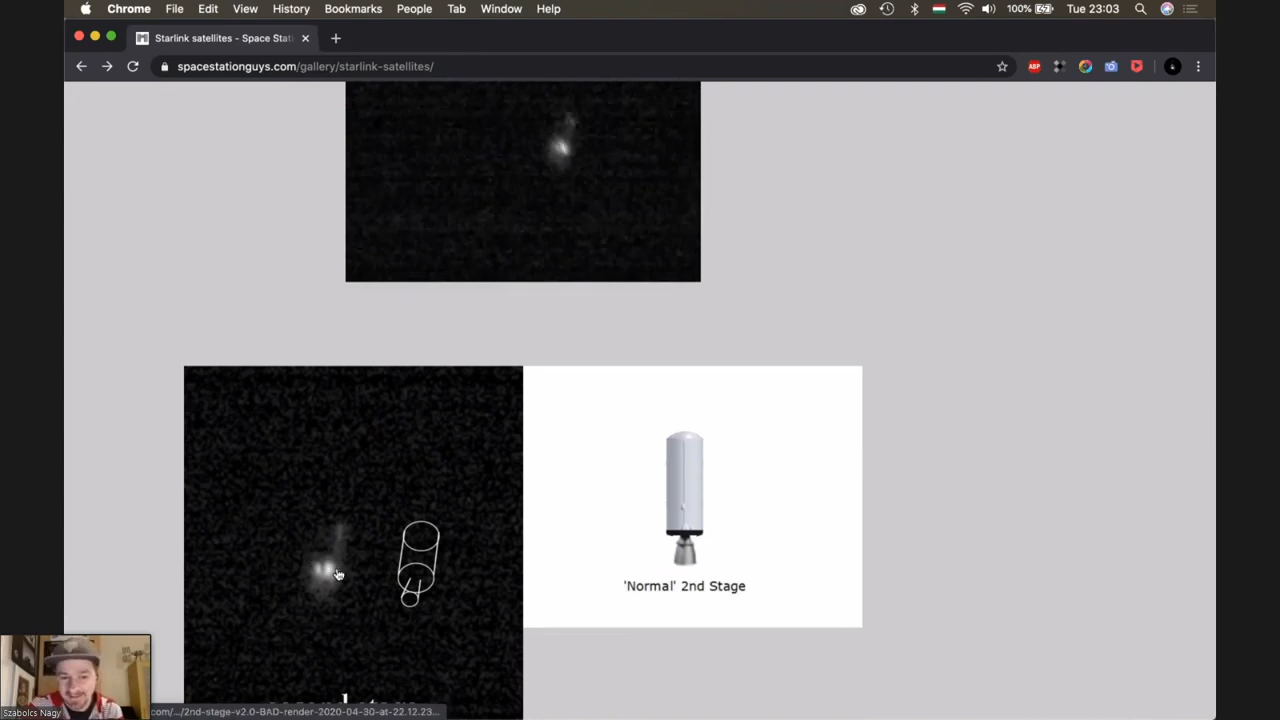 Chrome File Edit View History Bookmarks People Tab Window Help 100% Tue 23:03
Starlink satellites - Space Stati
spacestationguys.com/gallery/starlink-satellites/
ABP
'Normal' 2nd Stage
Szabolcs Nagy
com/.../2nd-stage-v2.0-BAD-render-2020-04-30-at-22.12.23...